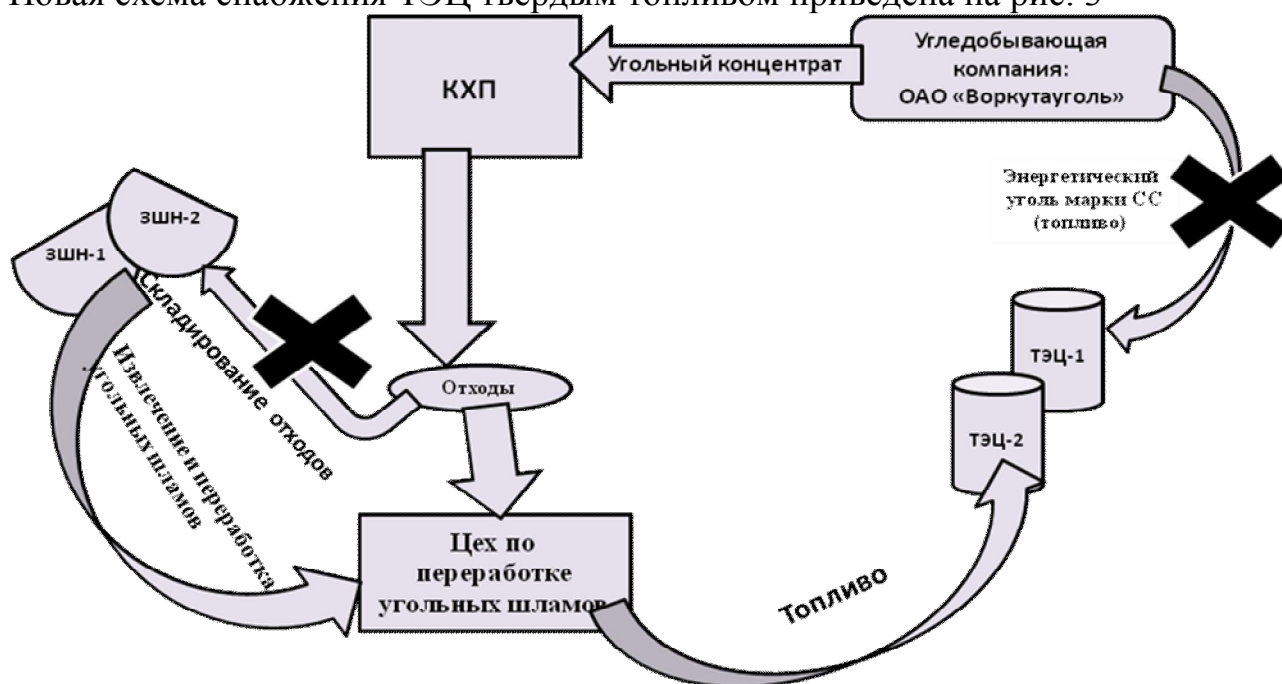 Новая схема снабжения ТЭЦ твердым топливом приведена на рис. 3
Угледобывающая
компания:
ОАО «Воркутауголь»
Угольный концентрат
КХП
Энергетический
уголь марки СС
(топливо)
ЗШН-2
ЗШН-1
Складирование отходов
Извлечение и переработка
угольных шламов
Отходы
ТЭЦ-1
ТЭЦ-2
Цех по
переработке
угольных шламов
Топливо